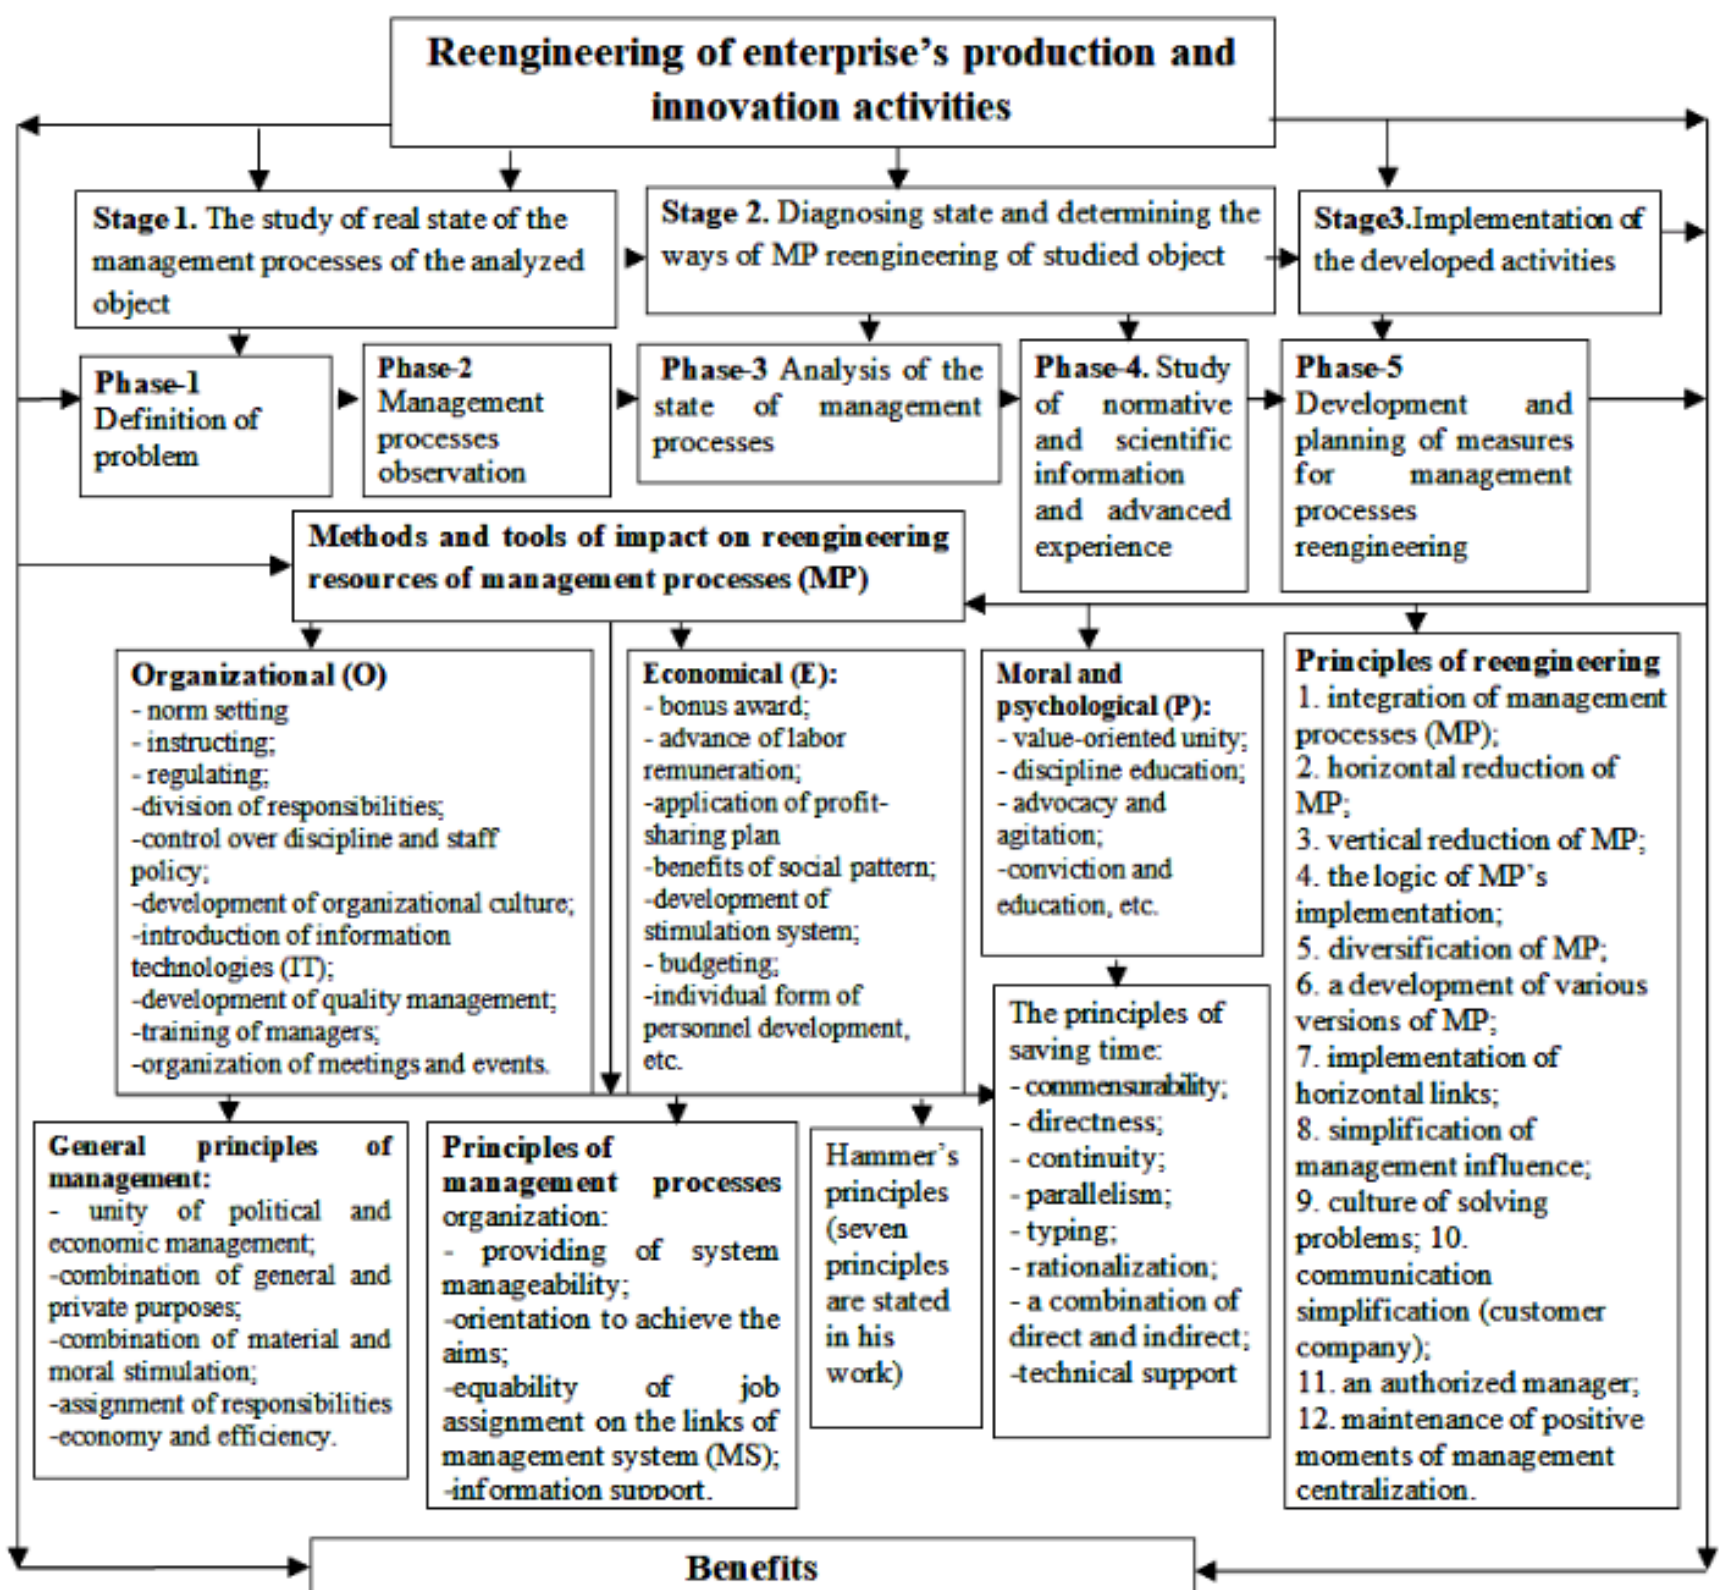 Reengineering of enterprise's production and
innovation activities
Stage 1. The study of real state of the
management processes of the analyzed
object
Stage 2. Diagnosing state and determining the
ways of MP reengineering of studied object
Stage3.Implementation of
the developed activities
Phase-1
Definition of
problem
Phase-2
Management
processes
observation
Phase-3 Analysis of the
state of management
processes
Phase-4. Study
of normative
and scientific
information
and advanced
experience
Phase-5
Development and
planning of measures
for management
processes
reengineering
Methods and tools of impact on reengineering
resources of management processes (MP)
Organizational (O)
- norm setting
- instructing;
- regulating;
-division of responsibilities;
-control over discipline and staff
policy;
-development of organizational culture;
-introduction of information
technologies (IT);
-development of quality management;
-training of managers;
-organization of meetings and events.
Economical (E):
- bonus award;
- advance of labor
remuneration;
-application of profit-
sharing plan
-benefits of social pattern;
-development of
stimulation system;
- budgeting;
-individual form of
personnel development,
etc.
Moral and
psychological (P):
- value-oriented unity;
- discipline education;
- advocacy and
agitation;
-conviction and
education, etc.
Principles of reengineering
1. integration of management
processes (MP);
2. horizontal reduction of
MP;
3. vertical reduction of MP;
4. the logic of MP's
implementation;
5. diversification of MP;
6. a development of various
versions of MP;
7. implementation of
horizontal links;
8. simplification of
management influence;
9. culture of solving
problems; 10.
communication
simplification (customer
company);
11. an authorized manager;
12. maintenance of positive
moments of management
centralization.
The principles of
saving time:
- commensurability;
- directness;
- continuity;
- parallelism;
- typing;
- rationalization;
- a combination of
direct and indirect;
-technical support
General principles of
management:
- unity of political and
economic management;
-combination of general and
private purposes;
-combination of material and
moral stimulation;
-assignment of responsibilities
-economy and efficiency.
Principles of
management processes
organization:
- providing of system
manageability;
-orientation to achieve the
aims;
-equability of job
assignment on the links of
management system (MS);
-information support.
Hammer's
principles
(seven
principles
are stated
in his
work)
Benefits